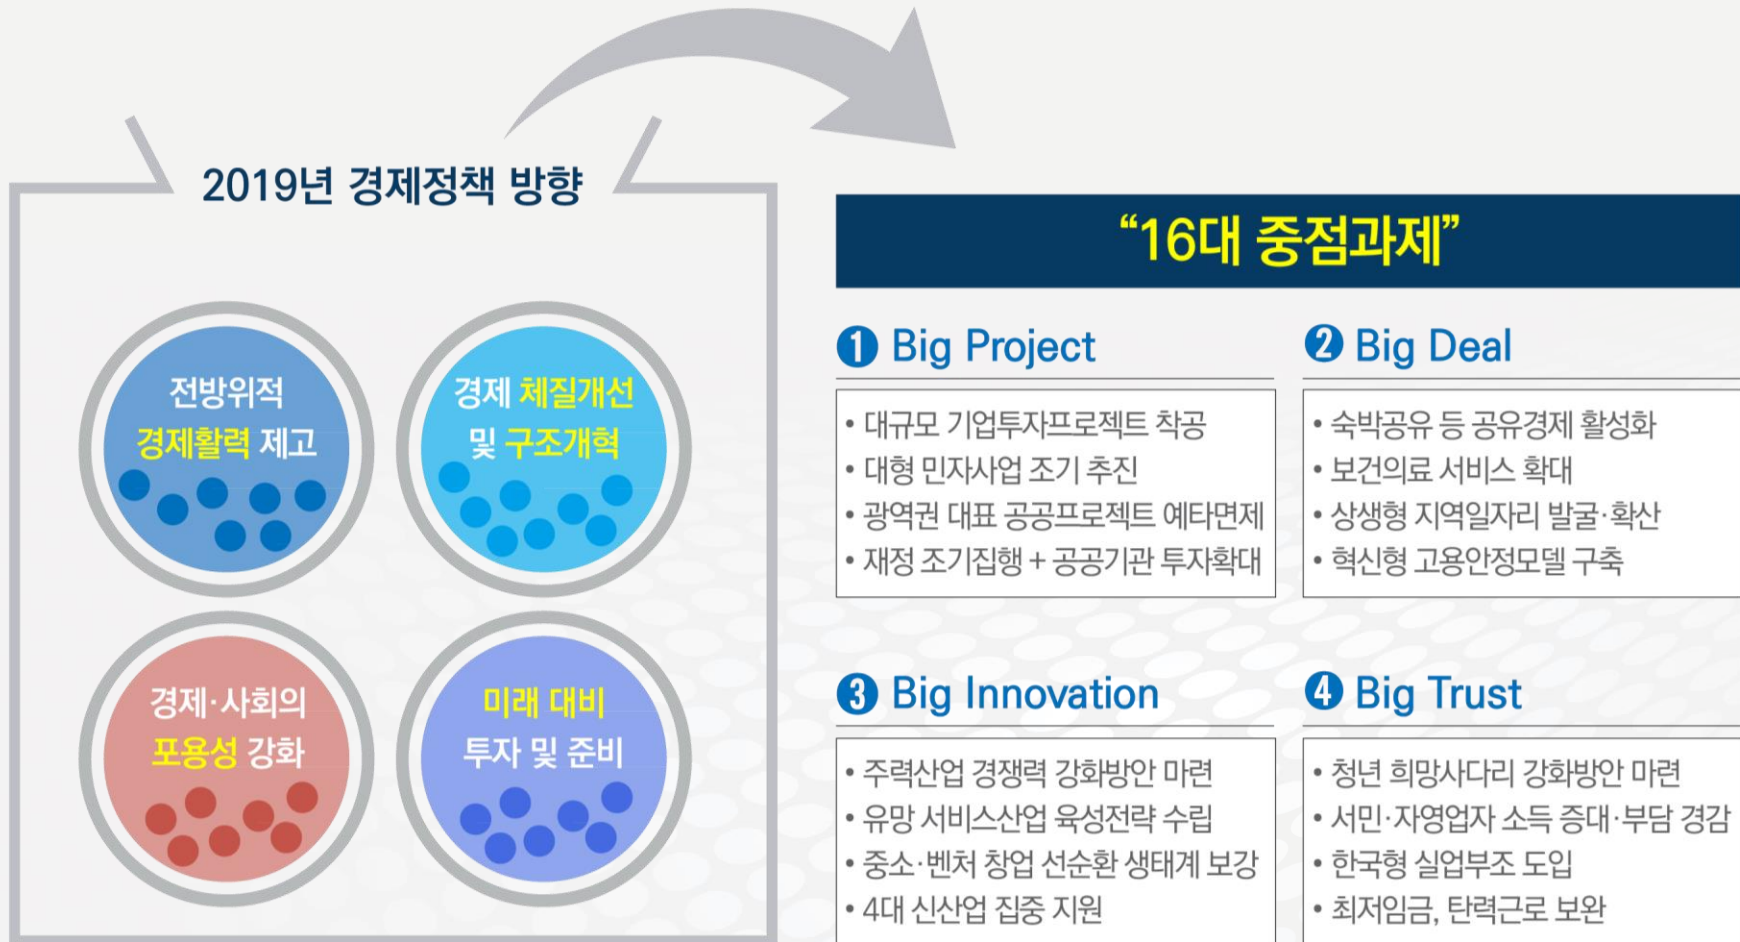 2019년 경제정책 방향
전방위적
경제활력 제고
경제 체질개선
및 구조개혁
경제·사회의
포용성 강화
미래 대비
투자 및 준비
“16대 중점과제”
❶ Big Project
• 대규모 기업투자프로젝트 착공
• 대형 민자사업 조기 추진
• 광역권 대표 공공프로젝트 예타면제
• 재정 조기집행 + 공공기관 투자확대
❷ Big Deal
• 숙박공유 등 공유경제 활성화
• 보건의료 서비스 확대
• 상생형 지역일자리 발굴·확산
• 혁신형 고용안정모델 구축
❸ Big Innovation
• 주력산업 경쟁력 강화방안 마련
• 유망 서비스산업 육성전략 수립
• 중소·벤처 창업 선순환 생태계 보강
• 4대 신산업 집중 지원
❹ Big Trust
• 청년 희망사다리 강화방안 마련
• 서민·자영업자 소득 증대·부담 경감
• 한국형 실업부조 도입
• 최저임금, 탄력근로 보완